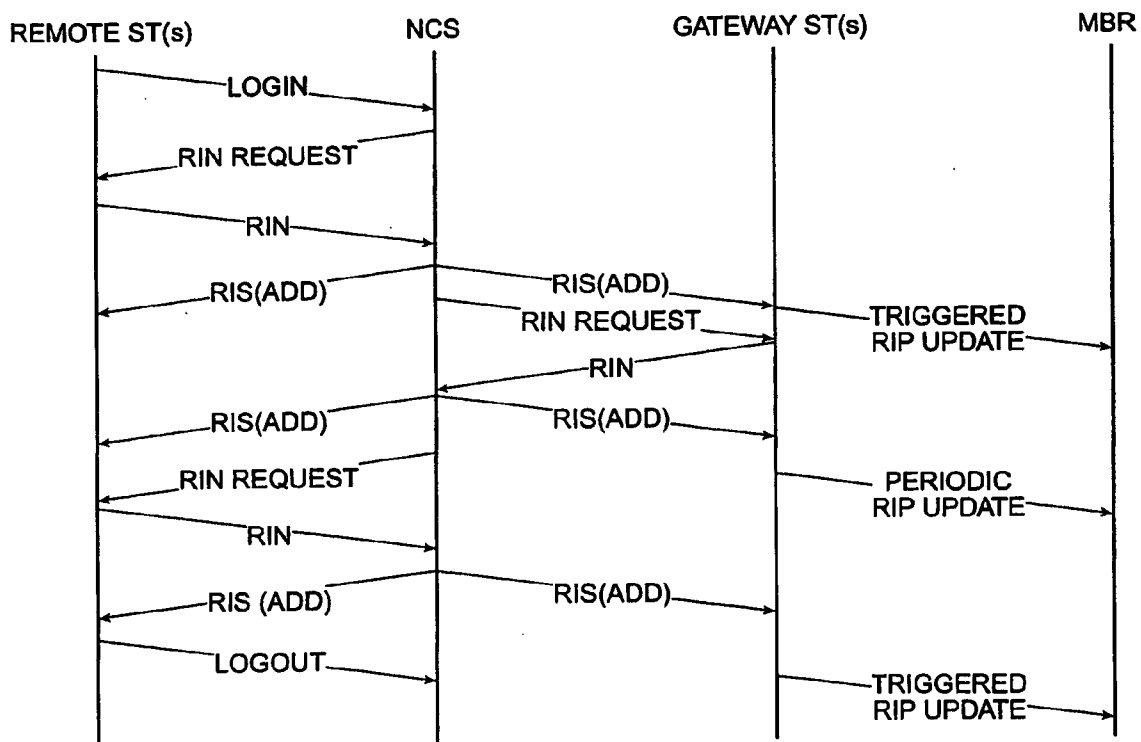 REMOTE ST(s)
NCS
GATEWAY ST(s)
MBR
LOGIN
RIN REQUEST
RIN
RIS(ADD)
RIS(ADD)
RIN REQUEST
TRIGGERED
RIP UPDATE
RIN
RIS(ADD)
RIS(ADD)
RIN REQUEST
PERIODIC
RIP UPDATE
RIN
RIS (ADD)
RIS(ADD)
LOGOUT
TRIGGERED
RIP UPDATE